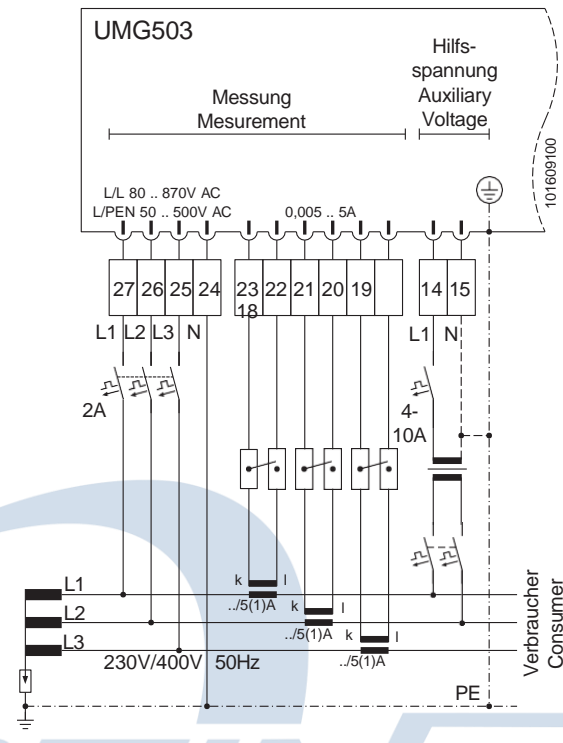 UMG503
Hilfs-
spannung
Auxiliary
Voltage
Messung
Mesurement
101609100
L/L 80 .. 870V AC
L/PEN 50 .. 500V AC
0,005 .. 5A
27 26 25 24 23 22 21 20 19 14 15
18
L1 L2 L3 N L1 N
2A
4-
10A
k l
L1
../5(1)A
k l
L2
../5(1)A
k l
L3
../5(1)A
230V/400V 50Hz
Verbraucher
Consumer
PE